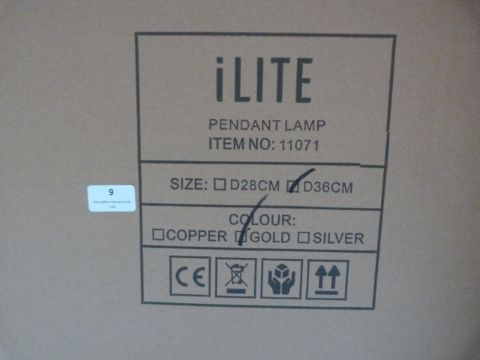 iLITE
PENDANT LAMP
ITEM NO: 11071
SIZE: ☐D28CM ☑D36CM
COLOUR:
☐COPPER ☑GOLD ☐SILVER
CE
9